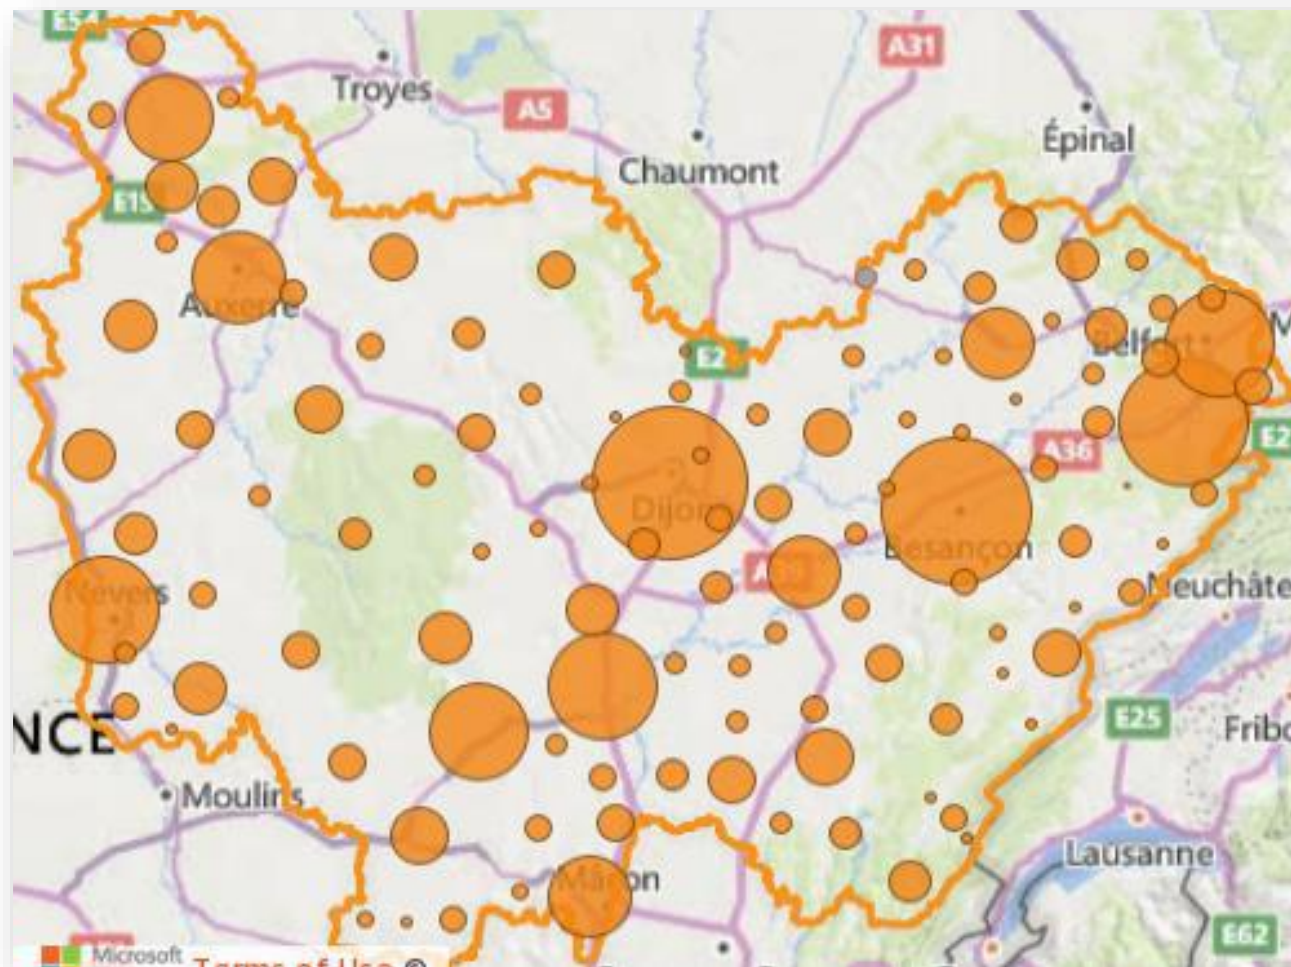 E54
A31
Troyes
A5
Épinal
Chaumont
E15
Auxerre
Belfort
E2
A36
E2
Dijon
Besançon
Nevers
Neuchâte
NCE
E25
Fribo
Moulins
Lausanne
Mâcon
E62
Microsoft
Terms of Use ©